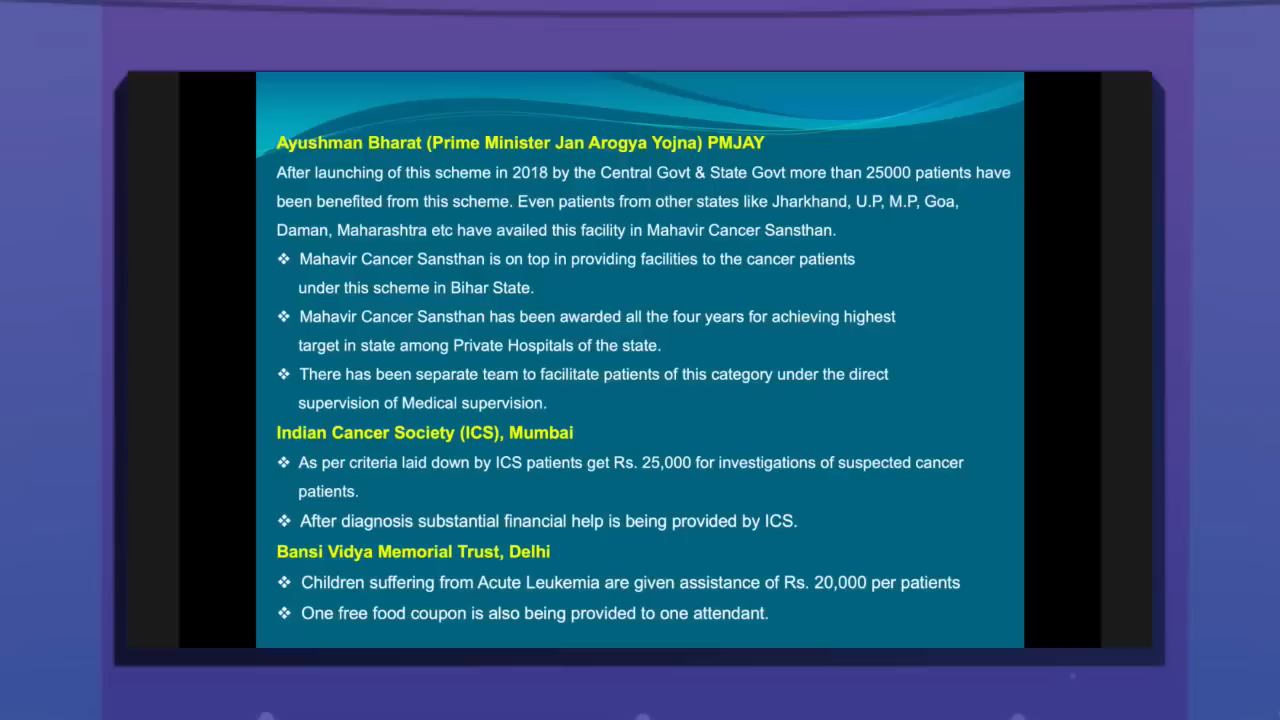 Ayushman Bharat (Prime Minister Jan Arogya Yojna) PMJAY
After launching of this scheme in 2018 by the Central Govt & State Govt more than 25000 patients have
been benefited from this scheme. Even patients from other states like Jharkhand, U.P, M.P, Goa,
Daman, Maharashtra etc have availed this facility in Mahavir Cancer Sansthan.
❖ Mahavir Cancer Sansthan is on top in providing facilities to the cancer patients
under this scheme in Bihar State.
❖ Mahavir Cancer Sansthan has been awarded all the four years for achieving highest
target in state among Private Hospitals of the state.
❖ There has been separate team to facilitate patients of this category under the direct
supervision of Medical supervision.
Indian Cancer Society (ICS), Mumbai
❖ As per criteria laid down by ICS patients get Rs. 25,000 for investigations of suspected cancer
patients.
❖ After diagnosis substantial financial help is being provided by ICS.
Bansi Vidya Memorial Trust, Delhi
❖ Children suffering from Acute Leukemia are given assistance of Rs. 20,000 per patients
❖ One free food coupon is also being provided to one attendant.